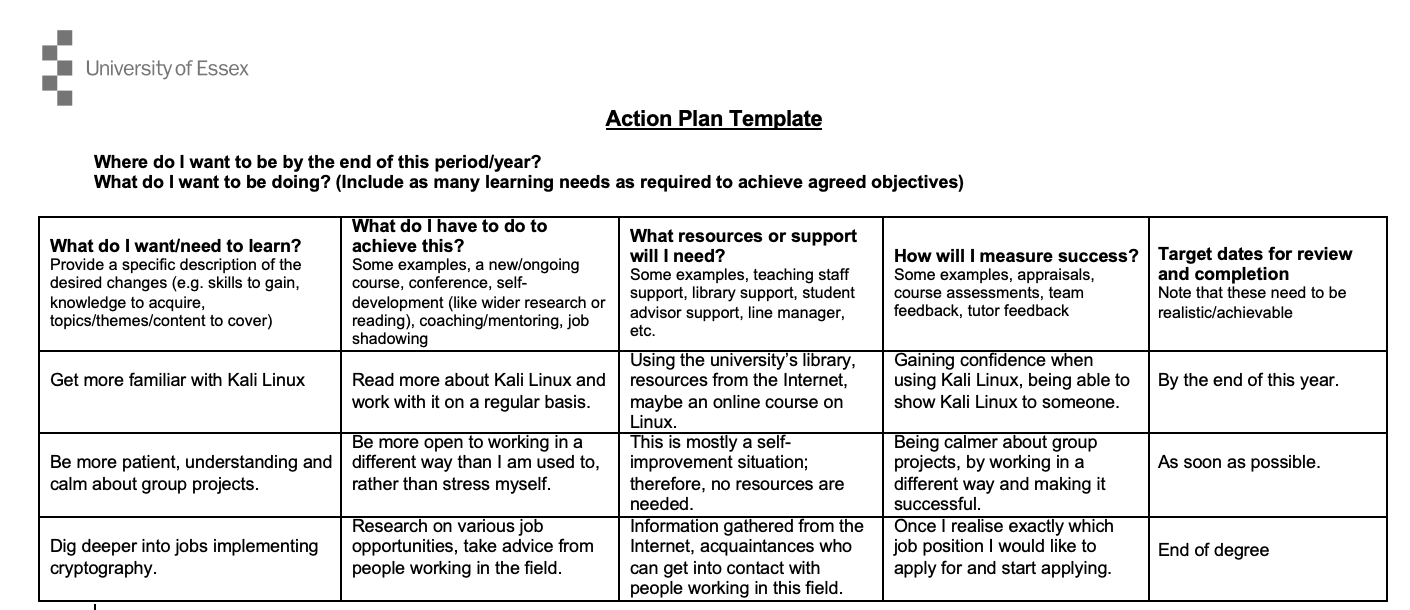 University of Essex
Action Plan Template
Where do I want to be by the end of this period/year?
What do I want to be doing? (Include as many learning needs as required to achieve agreed objectives)
What do I want/need to learn?
Provide a specific description of the
desired changes (e.g. skills to gain,
knowledge to acquire,
topics/themes/content to cover)
What do I have to do to
achieve this?
Some examples, a new/ongoing
course, conference, self-
development (like wider research or
reading), coaching/mentoring, job
shadowing
What resources or support
will I need?
Some examples, teaching staff
support, library support, student
advisor support, line manager,
etc.
How will I measure success?
Some examples, appraisals,
course assessments, team
feedback, tutor feedback
Target dates for review
and completion
Note that these need to be
realistic/achievable
Get more familiar with Kali Linux
Read more about Kali Linux and
work with it on a regular basis.
Using the university's library,
resources from the Internet,
maybe an online course on
Linux.
Gaining confidence when
using Kali Linux, being able to
show Kali Linux to someone.
By the end of this year.
Be more patient, understanding and
calm about group projects.
Be more open to working in a
different way than I am used to,
rather than stress myself.
This is mostly a self-
improvement situation;
therefore, no resources are
needed.
Being calmer about group
projects, by working in a
different way and making it
successful.
As soon as possible.
Dig deeper into jobs implementing
cryptography.
Research on various job
opportunities, take advice from
people working in the field.
Information gathered from the
Internet, acquaintances who
can get into contact with
people working in this field.
Once I realise exactly which
job position I would like to
apply for and start applying.
End of degree